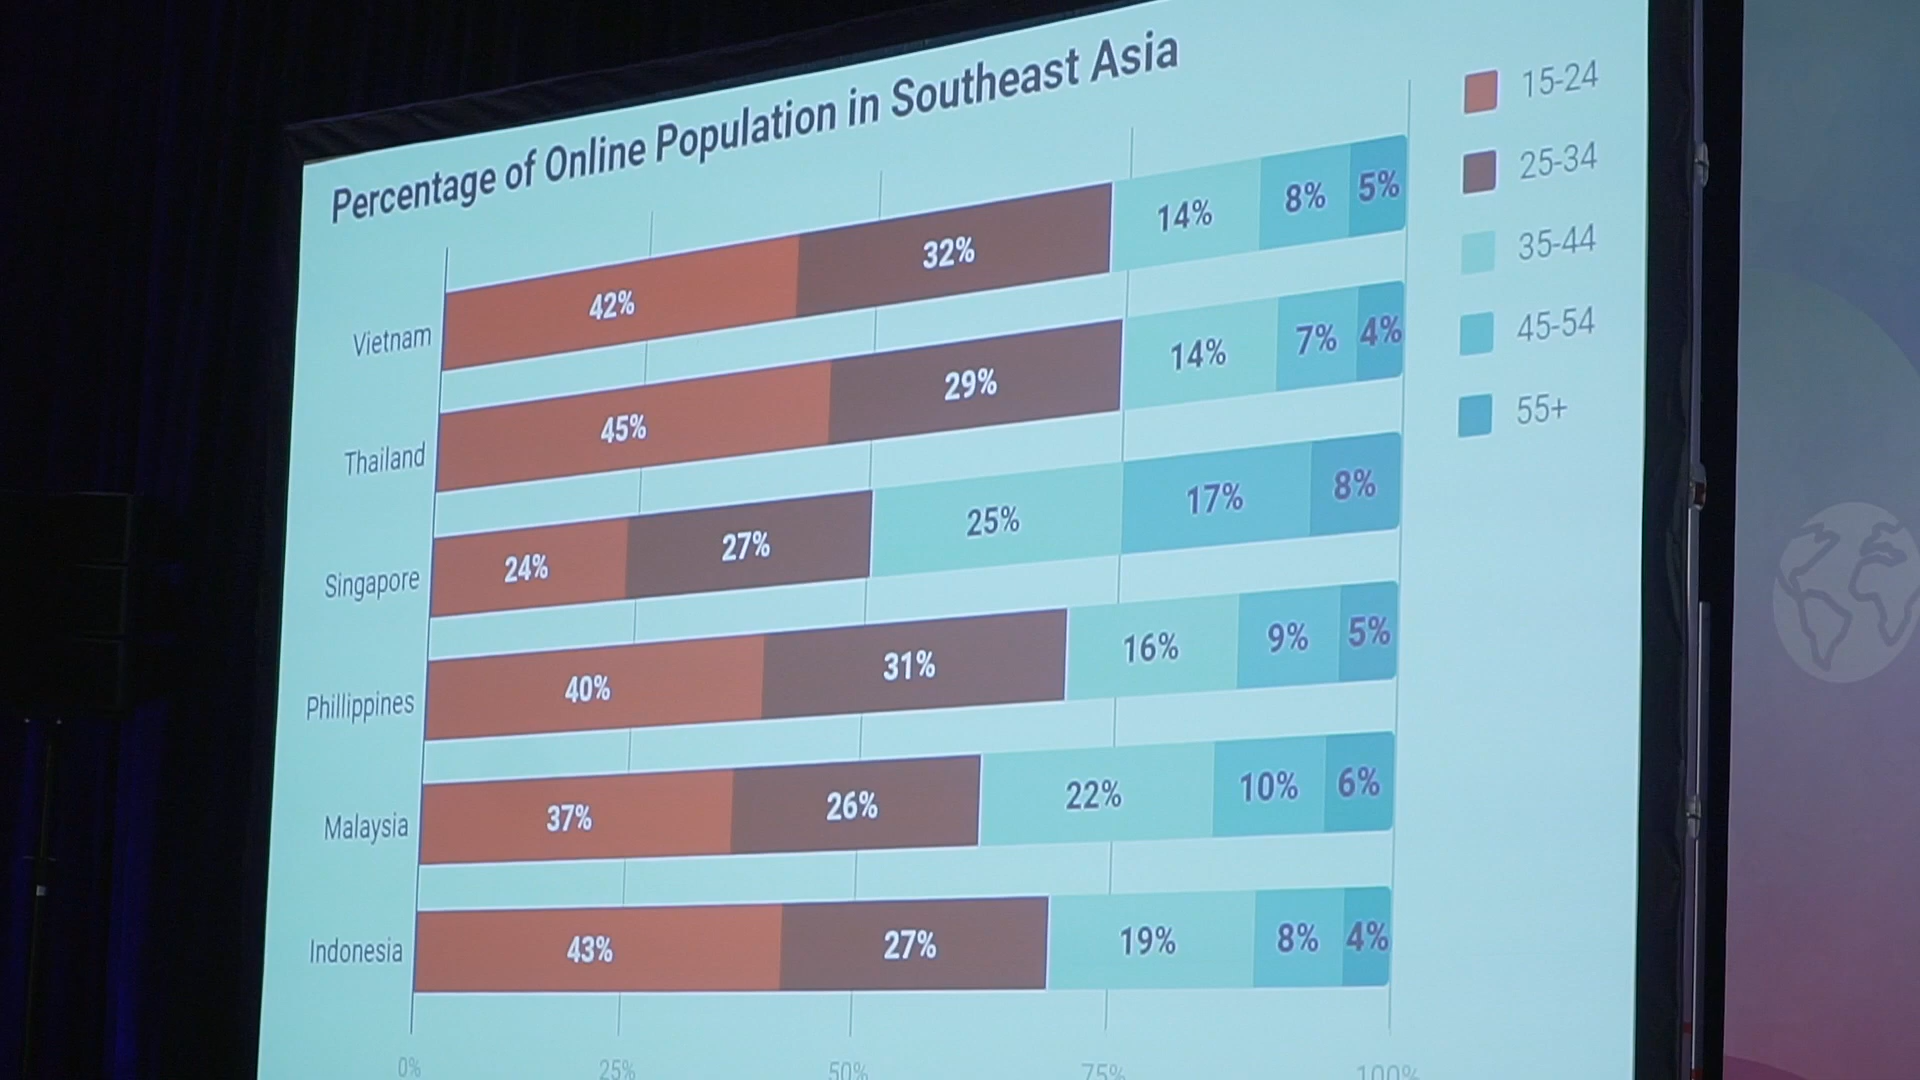 Percentage of Online Population in Southeast Asia
15-24
25-34
35-44
45-54
55+
Vietnam 42% 32% 14% 8% 5%
Thailand 45% 29% 14% 7% 4%
Singapore 24% 27% 25% 17% 8%
Phillippines 40% 31% 16% 9% 5%
Malaysia 37% 26% 22% 10% 6%
Indonesia 43% 27% 19% 8% 4%
0% 25% 50% 75% 100%